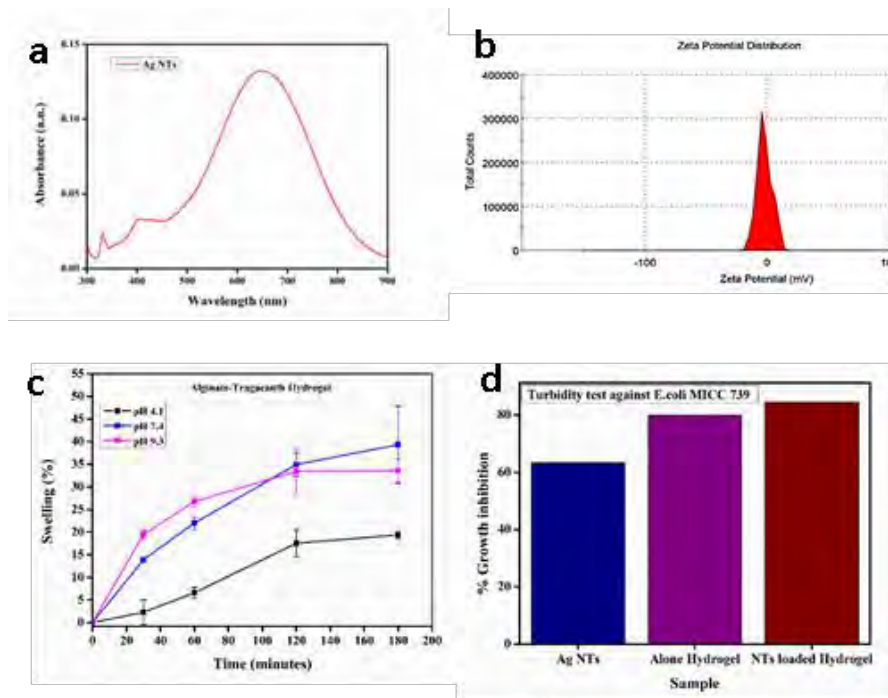 a
0.15
Ag NTs
0.10
0.05
0.00
Absorbance (a.n.)
300 400 500 600 700 800 900
Wavelength (nm)
b
Zeta Potential Distribution
400000
300000
200000
100000
0
Total Counts
-100 0 10
Zeta Potential (mV)
c
55
50
45
40
35
30
25
20
15
10
5
0
Alginate-Tragacanth Hydrogel
pH 4.1
pH 7.4
pH 9.3
Swelling (%)
0 20 40 60 80 100 120 140 160 180 200
Time (minutes)
d
Turbidity test against E.coli MICC 739
80
60
40
20
0
% Growth inhibition
Ag NTs Alone Hydrogel NTs loaded Hydrogel
Sample